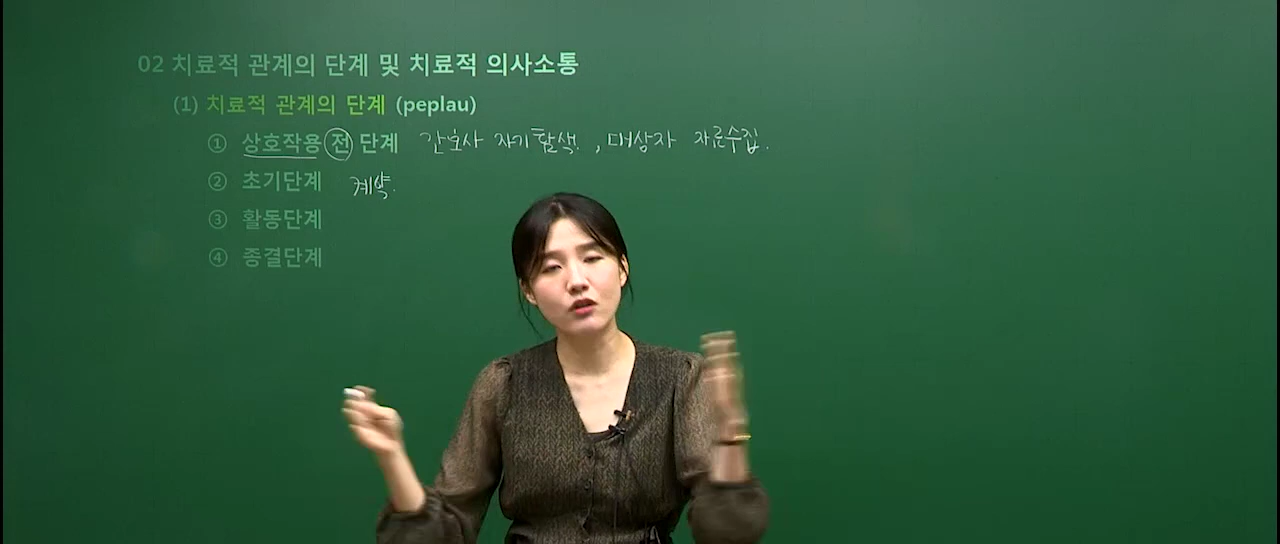 02 치료적 관계의 단계 및 치료적 의사소통
(1) 치료적 관계의 단계 (peplau)
① 상호작용 전 단계 간호사 자기탐색, 대상자 자료수집.
② 초기단계 계약.
③ 활동단계
④ 종결단계